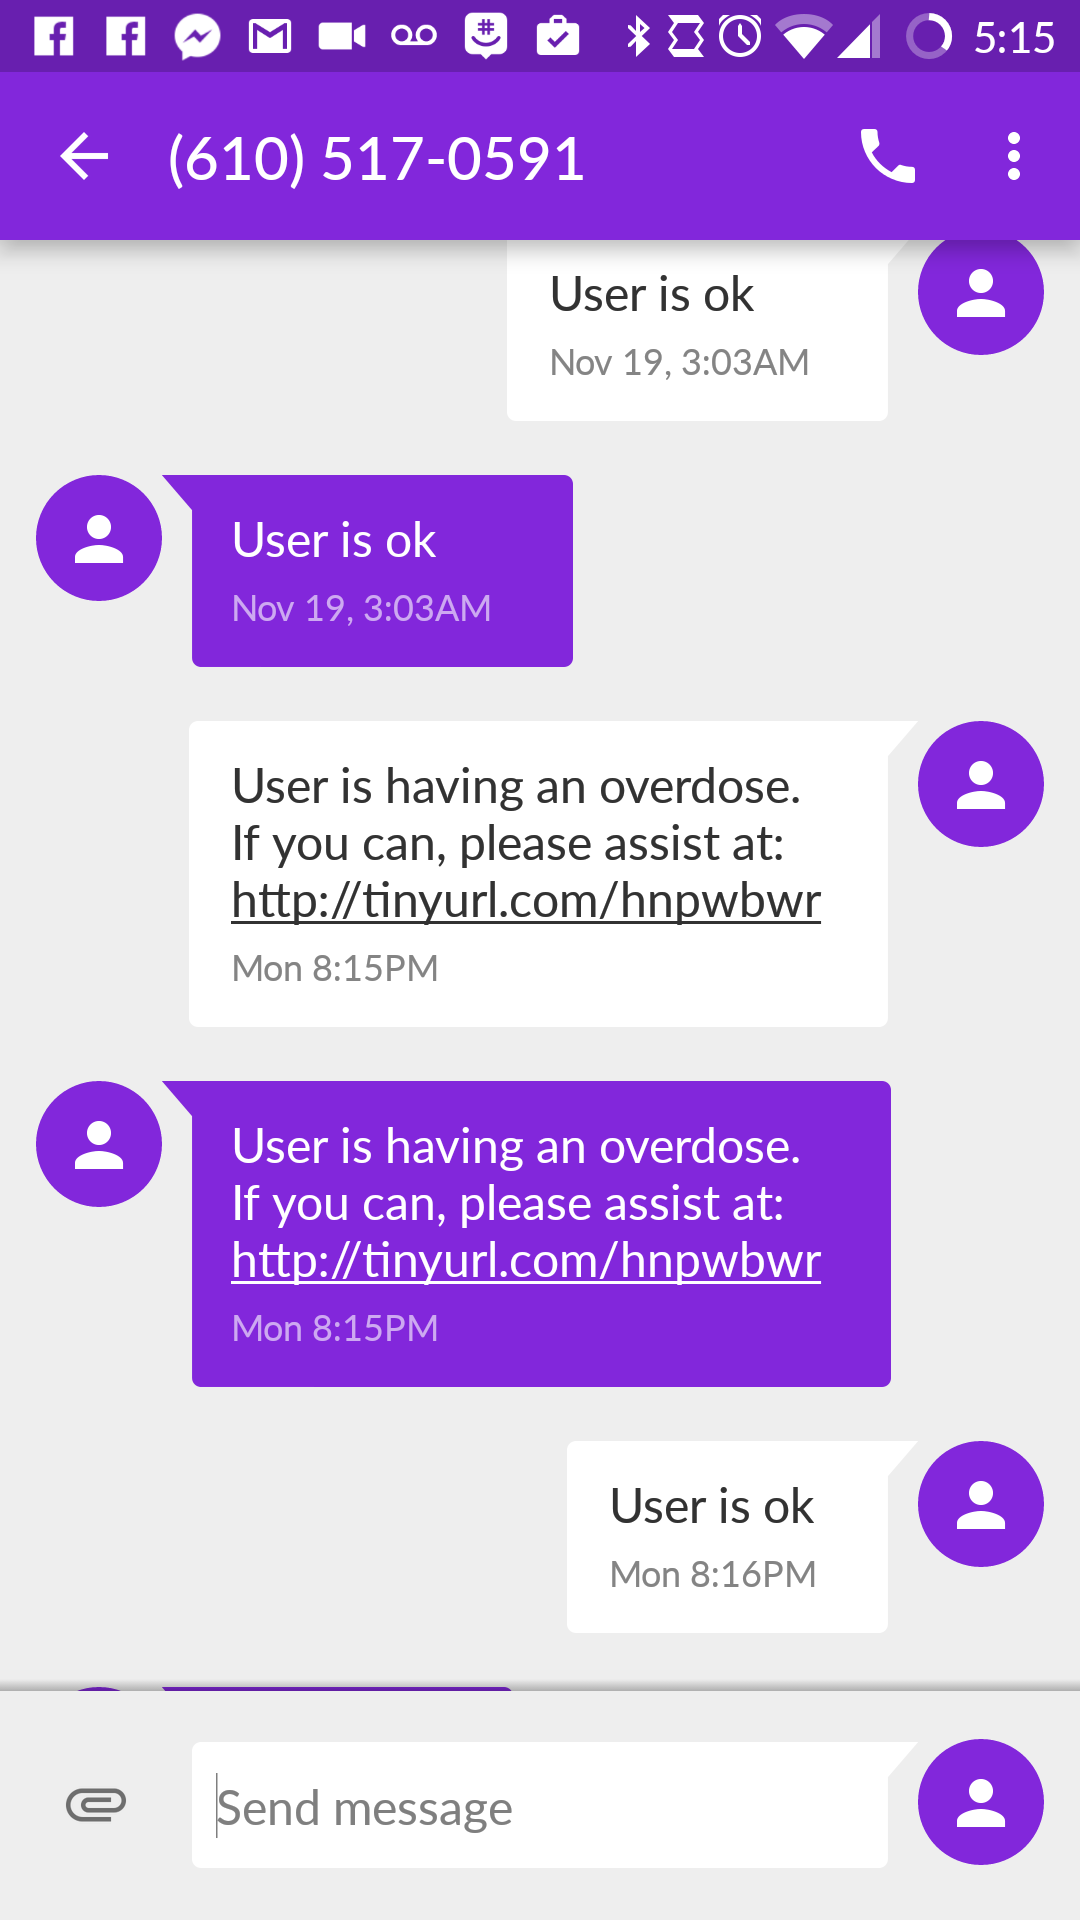 5:15
(610) 517-0591
User is ok
Nov 19, 3:03AM
User is ok
Nov 19, 3:03AM
User is having an overdose.
If you can, please assist at:
http://tinyurl.com/hnpwbwr
Mon 8:15PM
User is having an overdose.
If you can, please assist at:
http://tinyurl.com/hnpwbwr
Mon 8:15PM
User is ok
Mon 8:16PM
Send message